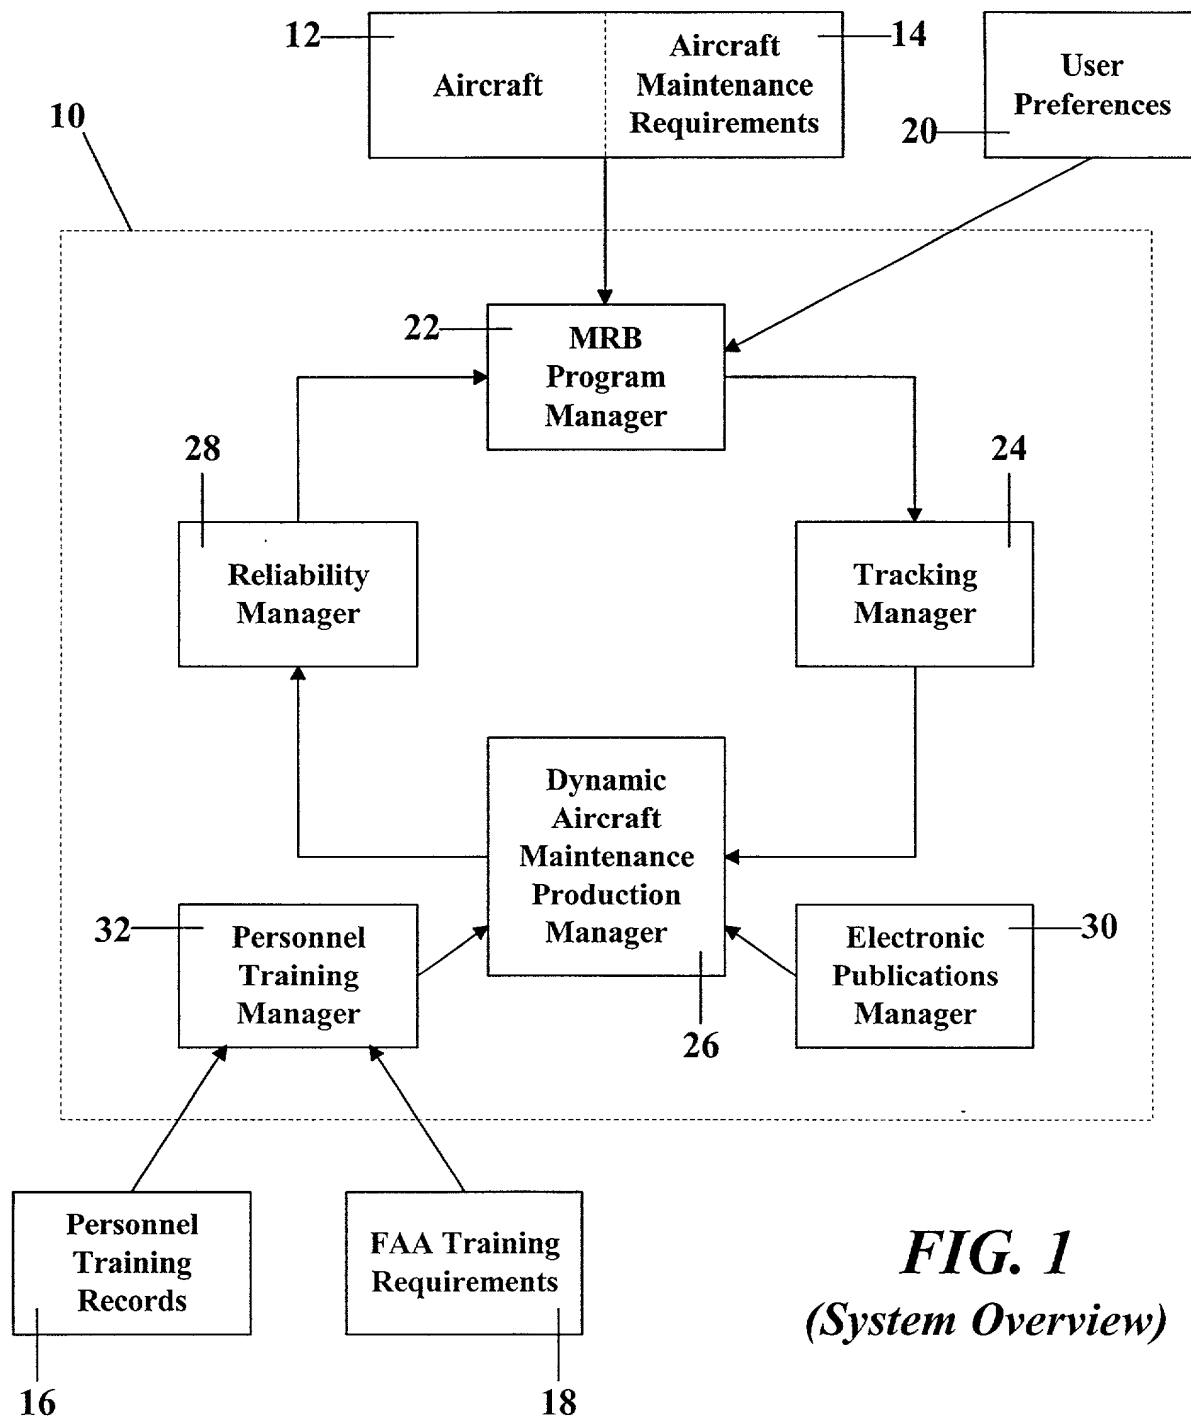 12
Aircraft
Aircraft
Maintenance
Requirements
14
User
Preferences
20
10
22
MRB
Program
Manager
28
Reliability
Manager
24
Tracking
Manager
Dynamic
Aircraft
Maintenance
Production
Manager
26
32
Personnel
Training
Manager
Electronic
Publications
Manager
30
Personnel
Training
Records
16
FAA Training
Requirements
18
FIG. 1
(System Overview)